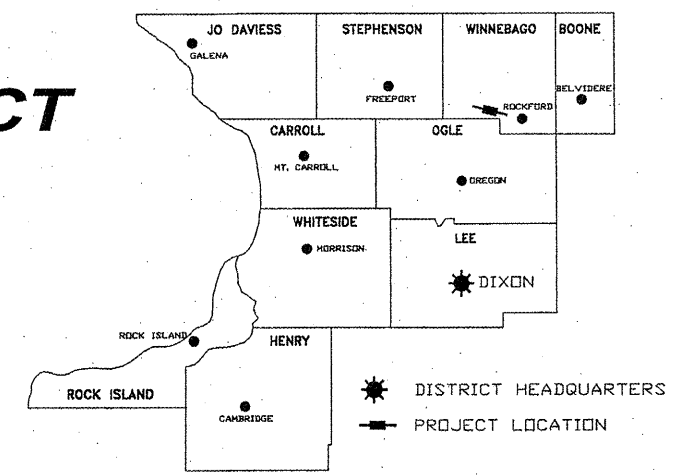 CT
JO DAVIESS STEPHENSON WINNEBAGO BOONE
GALENA
FREEPORT
BELVIDERE
ROCKFORD
CARROLL OGLE
MT. CARROLL
OREGON
WHITESIDE
LEE
MORRISON
DIXON
ROCK ISLAND
HENRY
ROCK ISLAND
CAMBRIDGE
DISTRICT HEADQUARTERS
PROJECT LOCATION